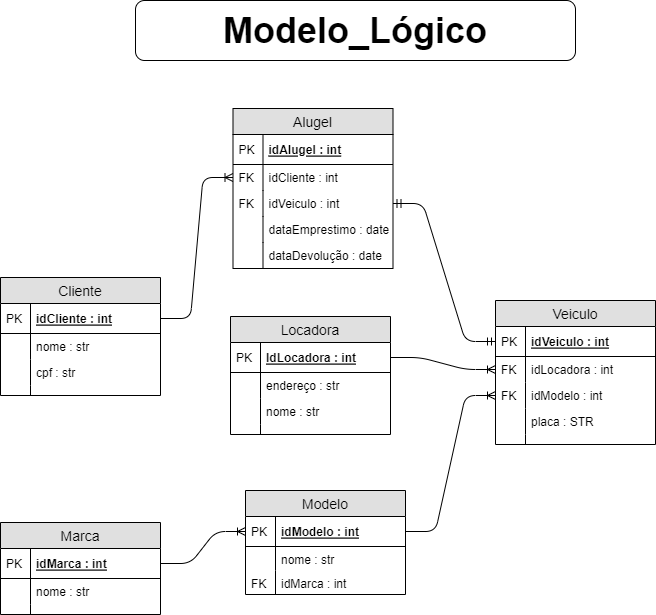 Modelo_Lógico
Alugel
PK idAlugel : int
FK idCliente : int
FK idVeiculo : int
dataEmprestimo : date
dataDevolução : date
Cliente
PK idCliente : int
nome : str
cpf : str
Locadora
PK IdLocadora : int
endereço : str
nome : str
Veiculo
PK idVeiculo : int
FK idLocadora : int
FK idModelo : int
placa : STR
Modelo
PK idModelo : int
nome : str
FK idMarca : int
Marca
PK idMarca : int
nome : str